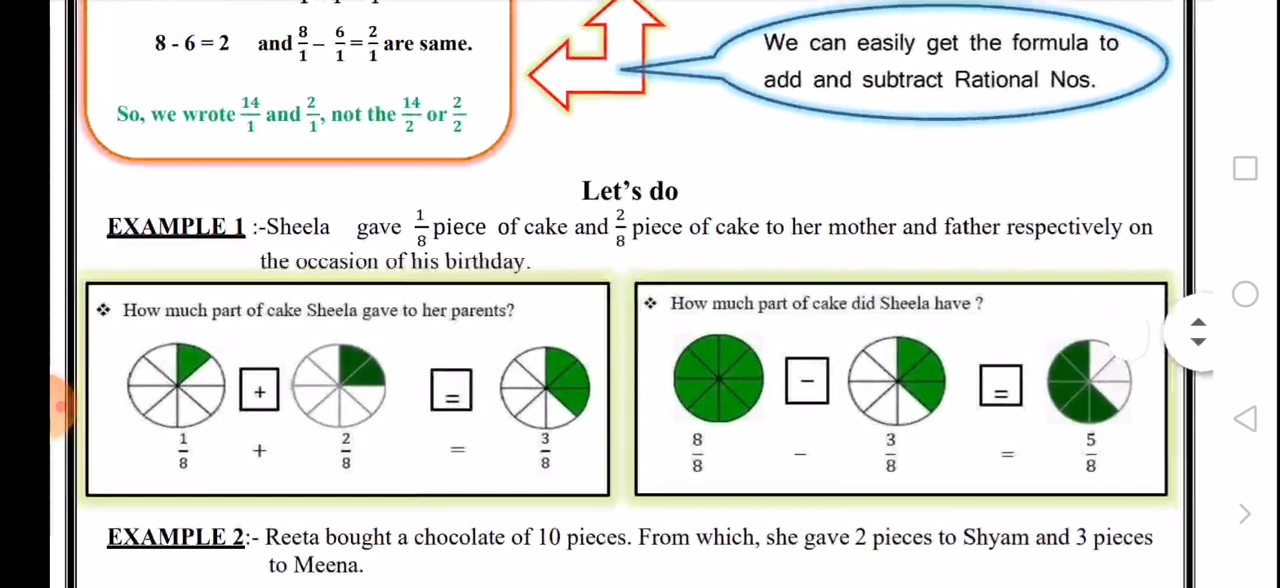 8 - 6 = 2 and 8/1 − 6/1 = 2/1 are same.
So, we wrote 14/1 and 2/1, not the 14/2 or 2/2
We can easily get the formula to
add and subtract Rational Nos.
Let's do
EXAMPLE 1 :-Sheela gave 1/8 piece of cake and 2/8 piece of cake to her mother and father respectively on
the occasion of his birthday.
❖ How much part of cake Sheela gave to her parents?
+ =
1/8 + 2/8 = 3/8
❖ How much part of cake did Sheela have ?
− =
8/8 − 3/8 = 5/8
EXAMPLE 2:- Reeta bought a chocolate of 10 pieces. From which, she gave 2 pieces to Shyam and 3 pieces
to Meena.